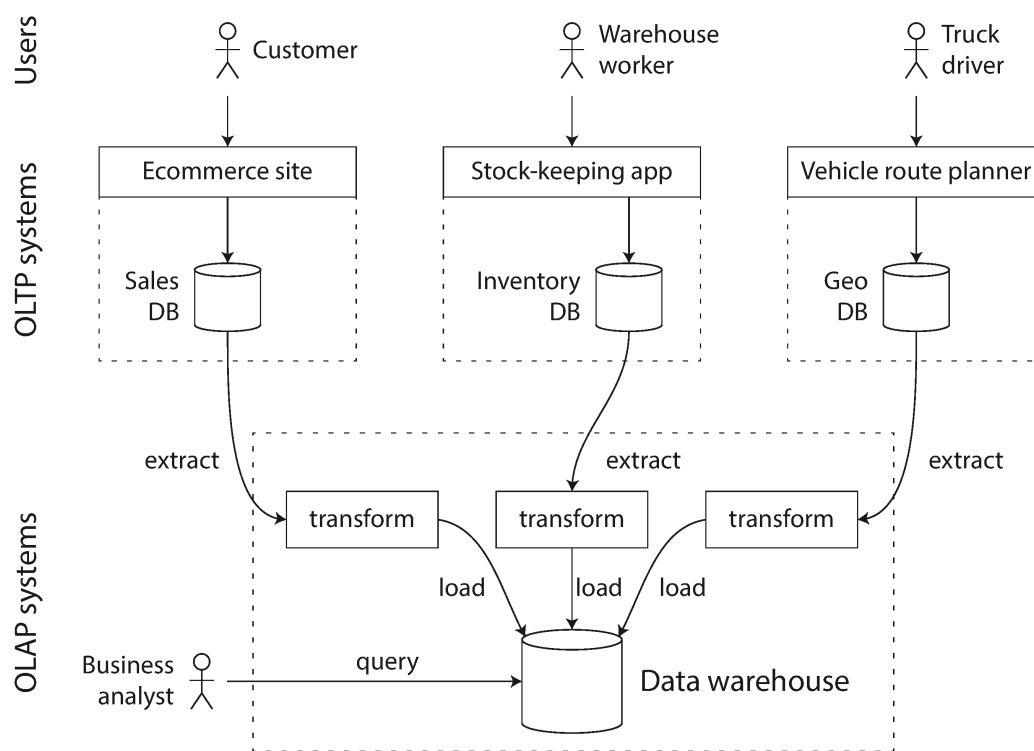 Users
Customer
Warehouse
worker
Truck
driver
OLTP systems
Ecommerce site
Stock-keeping app
Vehicle route planner
Sales
DB
Inventory
DB
Geo
DB
extract
extract
extract
OLAP systems
transform
transform
transform
load
load
load
Business
analyst
query
Data warehouse